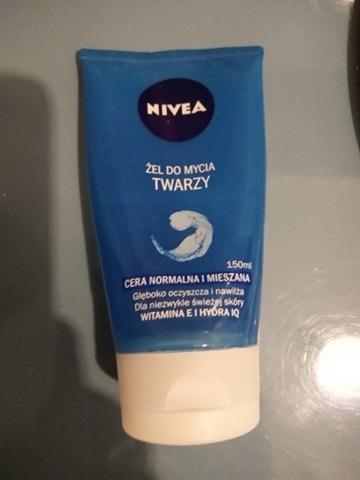 NIVEA
ŻEL DO MYCIA
TWARZY
150ml
CERA NORMALNA I MIESZANA
Głęboko oczyszcza i nawilża
Dla niezwykle świeżej skóry
WITAMINA E I HYDRA IQ